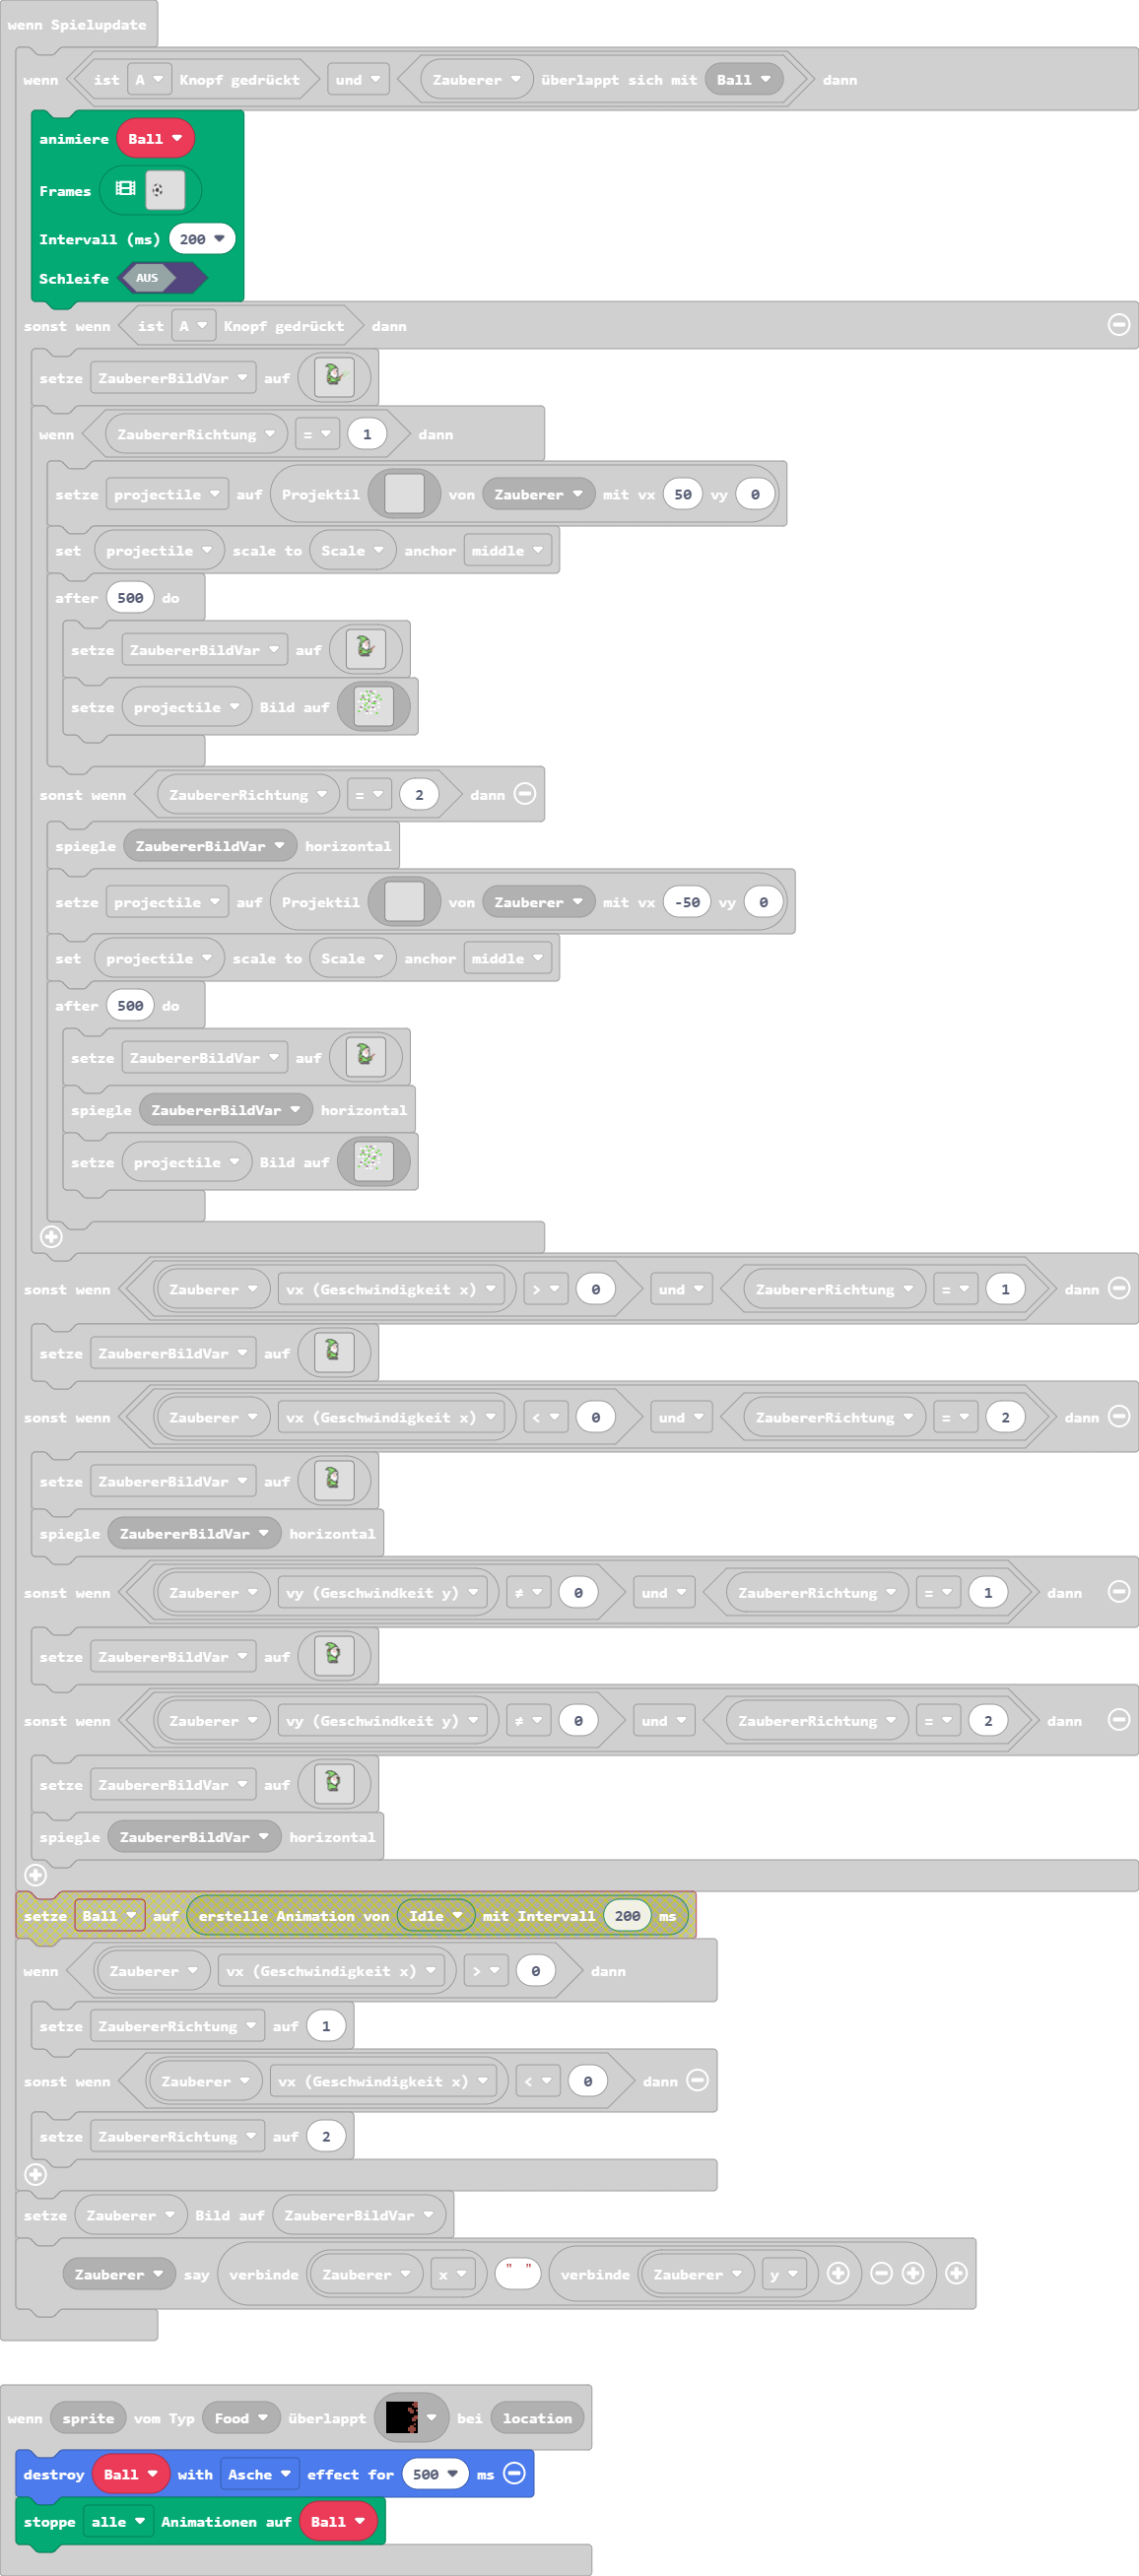 wenn Spielupdate
wenn ist A Knopf gedrückt und Zauberer überlappt sich mit Ball dann
animiere Ball
Frames
Intervall (ms) 200
Schleife AUS
sonst wenn ist A Knopf gedrückt dann
setze ZaubererBildVar auf
wenn ZaubererRichtung = 1 dann
setze projectile auf Projektil von Zauberer mit vx 50 vy 0
set projectile scale to Scale anchor middle
after 500 do
setze ZaubererBildVar auf
setze projectile Bild auf
sonst wenn ZaubererRichtung = 2 dann
spiegle ZaubererBildVar horizontal
setze projectile auf Projektil von Zauberer mit vx -50 vy 0
set projectile scale to Scale anchor middle
after 500 do
setze ZaubererBildVar auf
spiegle ZaubererBildVar horizontal
setze projectile Bild auf
sonst wenn Zauberer vx (Geschwindigkeit x) > 0 und ZaubererRichtung = 1 dann
setze ZaubererBildVar auf
sonst wenn Zauberer vx (Geschwindigkeit x) < 0 und ZaubererRichtung = 2 dann
setze ZaubererBildVar auf
spiegle ZaubererBildVar horizontal
sonst wenn Zauberer vy (Geschwindkeit y) ≠ 0 und ZaubererRichtung = 1 dann
setze ZaubererBildVar auf
sonst wenn Zauberer vy (Geschwindkeit y) ≠ 0 und ZaubererRichtung = 2 dann
setze ZaubererBildVar auf
spiegle ZaubererBildVar horizontal
setze Ball auf erstelle Animation von Idle mit Intervall 200 ms
wenn Zauberer vx (Geschwindigkeit x) > 0 dann
setze ZaubererRichtung auf 1
sonst wenn Zauberer vx (Geschwindigkeit x) < 0 dann
setze ZaubererRichtung auf 2
setze Zauberer Bild auf ZaubererBildVar
Zauberer say verbinde Zauberer x " " verbinde Zauberer y
wenn sprite vom Typ Food überlappt bei location
destroy Ball with Asche effect for 500 ms
stoppe alle Animationen auf Ball